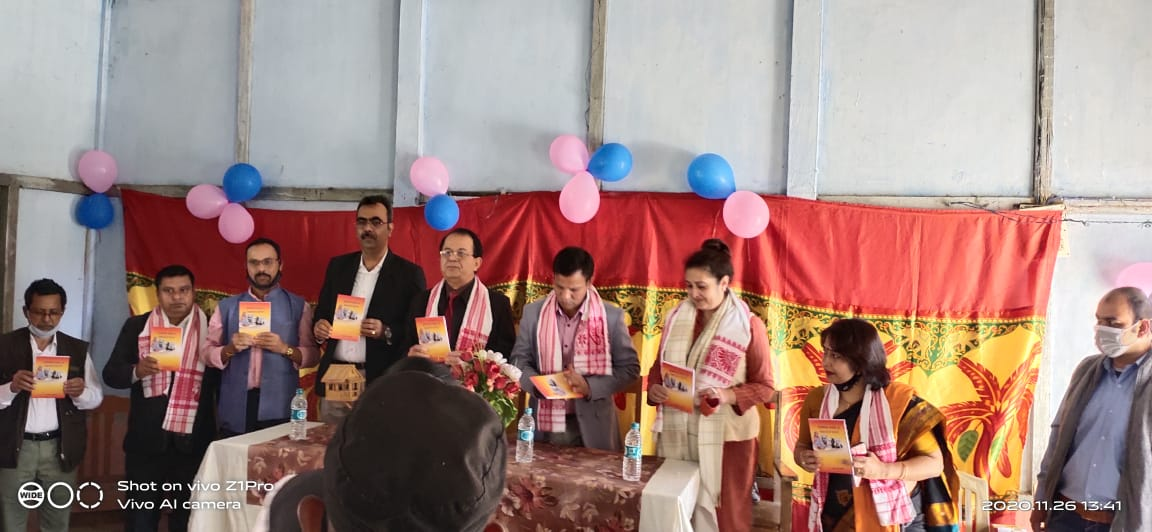 WIDE
Shot on vivo Z1Pro
Vivo AI camera
2020.11.26 13:41